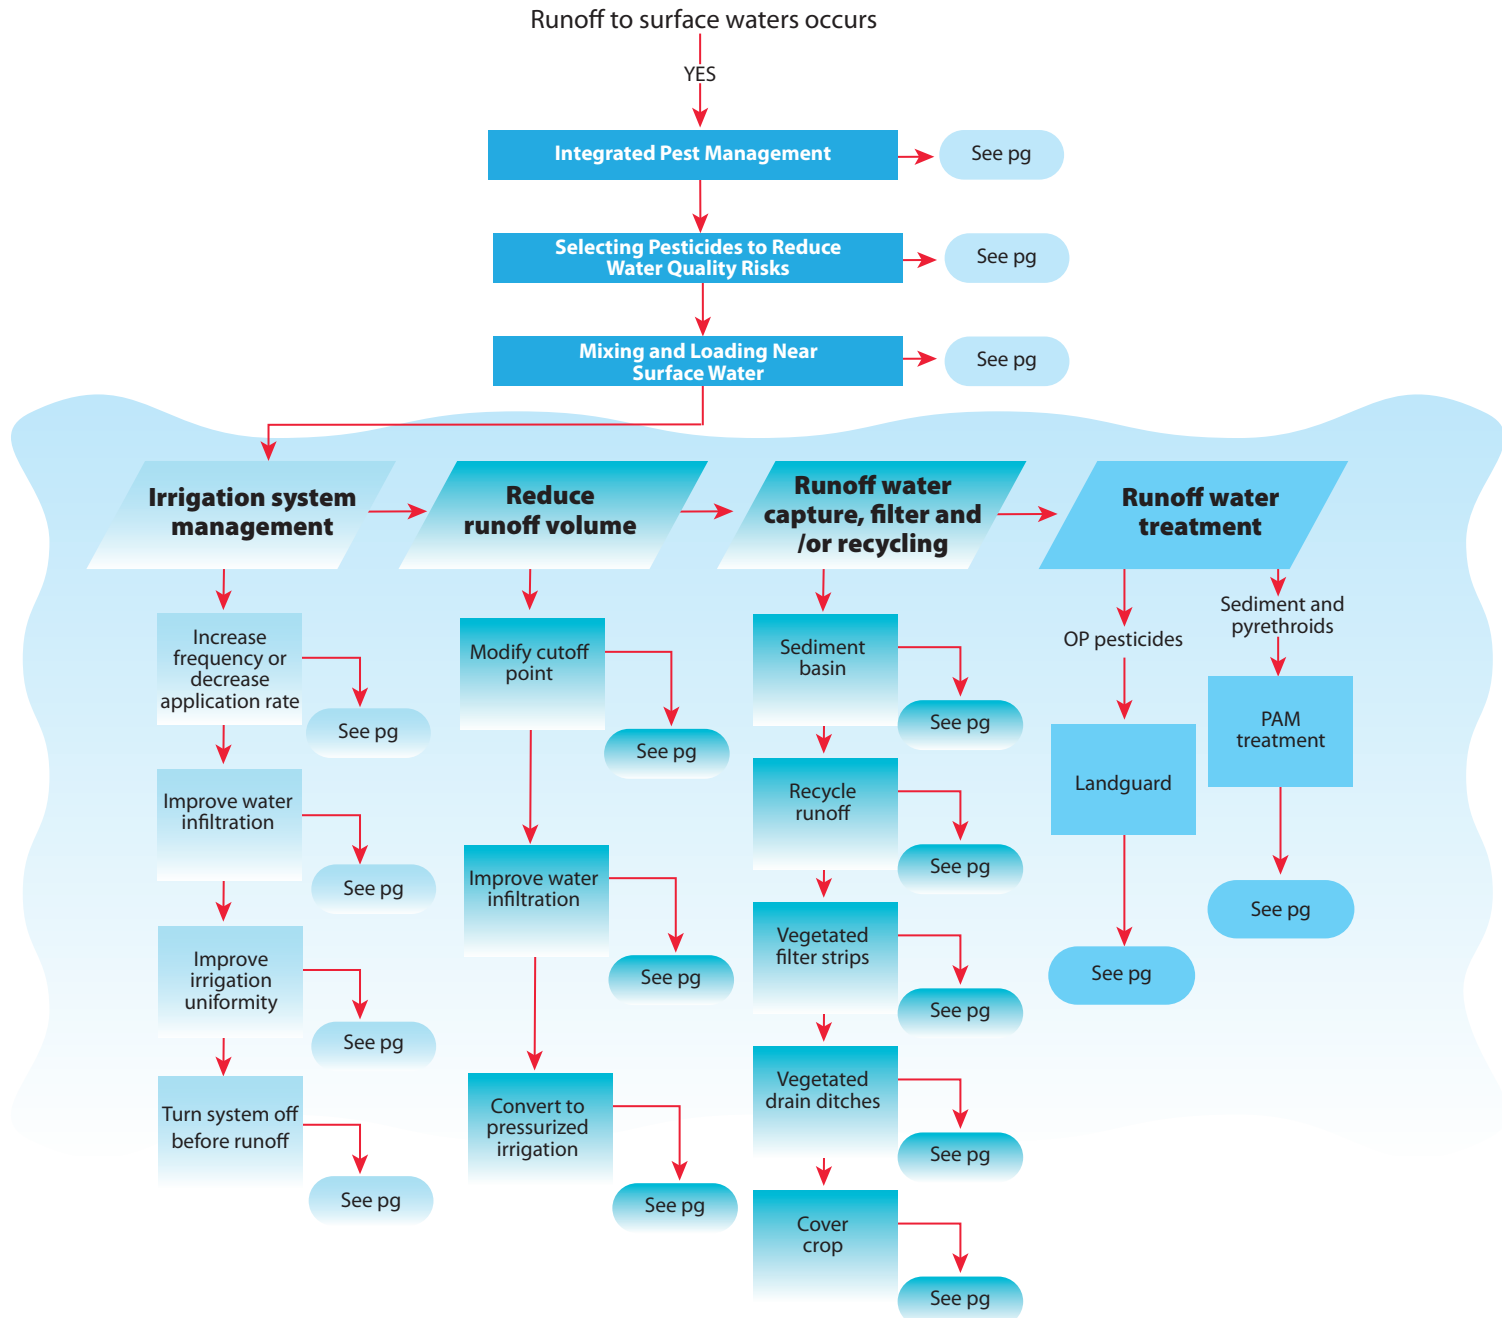 Runoff to surface waters occurs
YES
Integrated Pest Management
See pg
Selecting Pesticides to Reduce
Water Quality Risks
See pg
Mixing and Loading Near
Surface Water
See pg
Irrigation system
management
Reduce
runoff volume
Runoff water
capture, filter and
/or recycling
Runoff water
treatment
Increase
frequency or
decrease
application rate
See pg
Improve water
infiltration
See pg
Improve
irrigation
uniformity
See pg
Turn system off
before runoff
See pg
Modify cutoff
point
See pg
Improve water
infiltration
See pg
Convert to
pressurized
irrigation
See pg
Sediment
basin
See pg
Recycle
runoff
See pg
Vegetated
filter strips
See pg
Vegetated
drain ditches
See pg
Cover
crop
See pg
OP pesticides
Landguard
See pg
Sediment and
pyrethroids
PAM
treatment
See pg